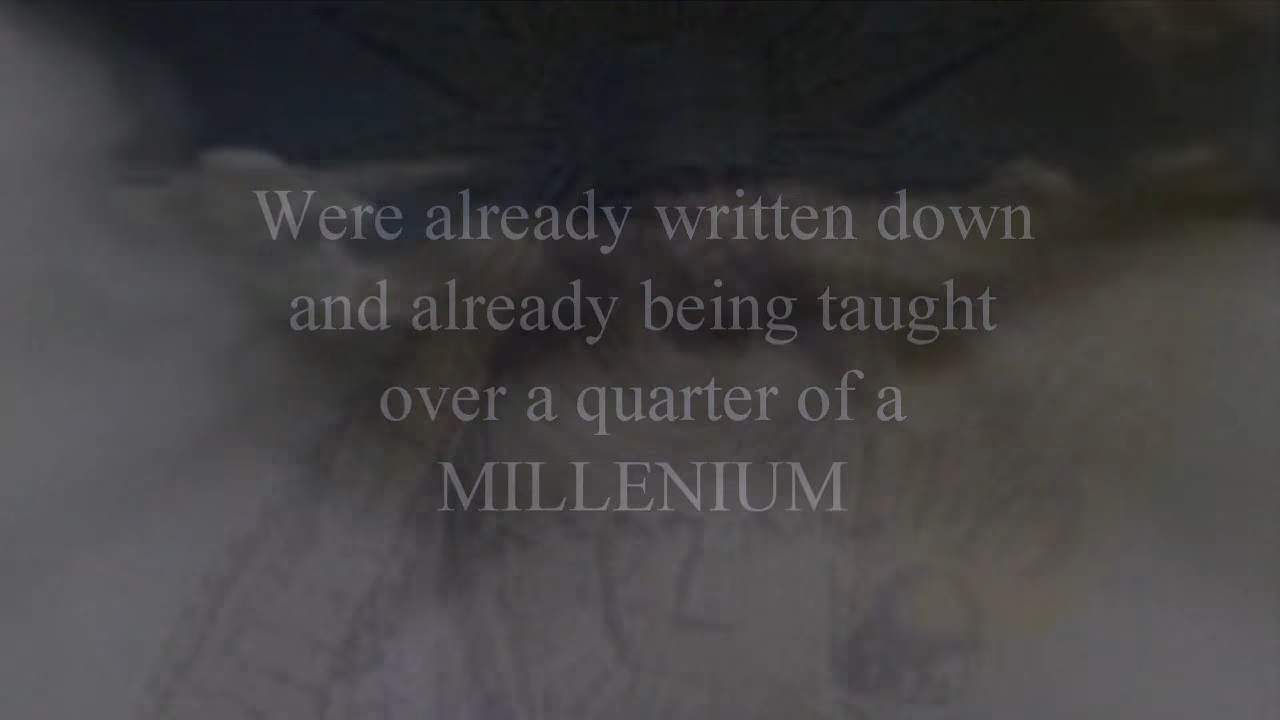 Were already written down
and already being taught
over a quarter of a
MILLENIUM